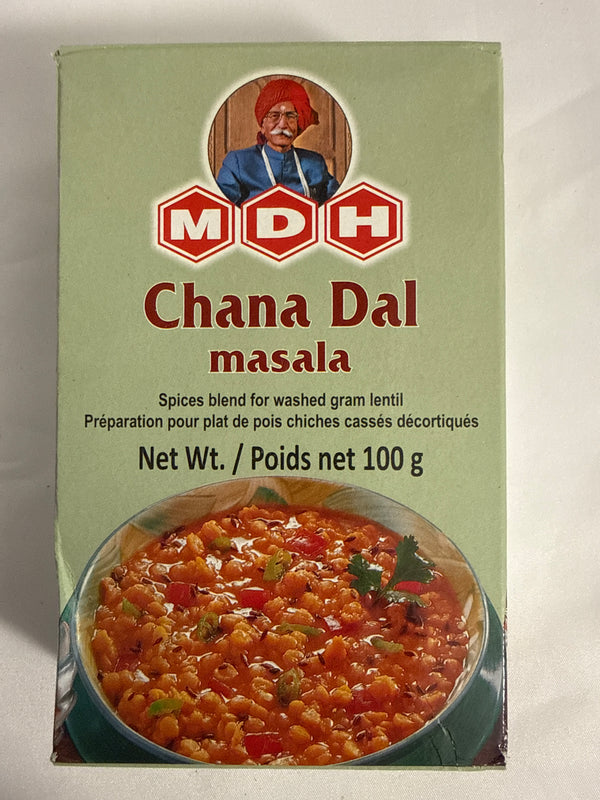 MDH
Chana Dal
masala
Spices blend for washed gram lentil
Préparation pour plat de pois chiches cassés décortiqués
Net Wt. / Poids net 100 g